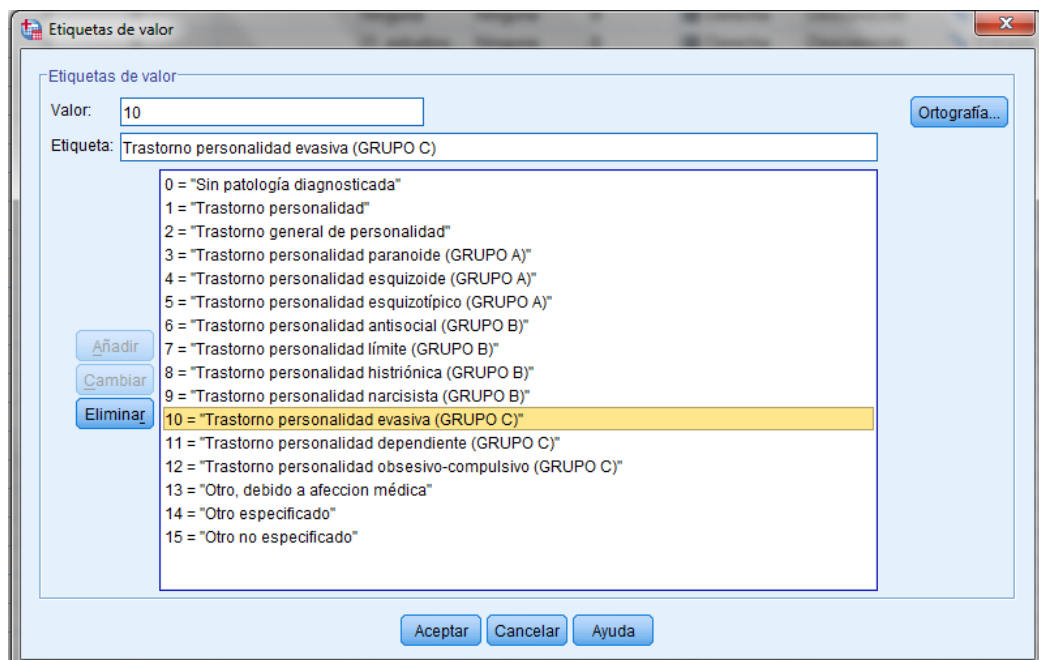 Etiquetas de valor
Etiquetas de valor
Valor: 10 Ortografía...
Etiqueta: Trastorno personalidad evasiva (GRUPO C)
0 = "Sin patología diagnosticada"
1 = "Trastorno personalidad"
2 = "Trastorno general de personalidad"
3 = "Trastorno personalidad paranoide (GRUPO A)"
4 = "Trastorno personalidad esquizoide (GRUPO A)"
5 = "Trastorno personalidad esquizotípico (GRUPO A)"
6 = "Trastorno personalidad antisocial (GRUPO B)"
Añadir
7 = "Trastorno personalidad límite (GRUPO B)"
8 = "Trastorno personalidad histriónica (GRUPO B)"
Cambiar
9 = "Trastorno personalidad narcisista (GRUPO B)"
Eliminar
10 = "Trastorno personalidad evasiva (GRUPO C)"
11 = "Trastorno personalidad dependiente (GRUPO C)"
12 = "Trastorno personalidad obsesivo-compulsivo (GRUPO C)"
13 = "Otro, debido a afeccion médica"
14 = "Otro especificado"
15 = "Otro no especificado"
Aceptar Cancelar Ayuda